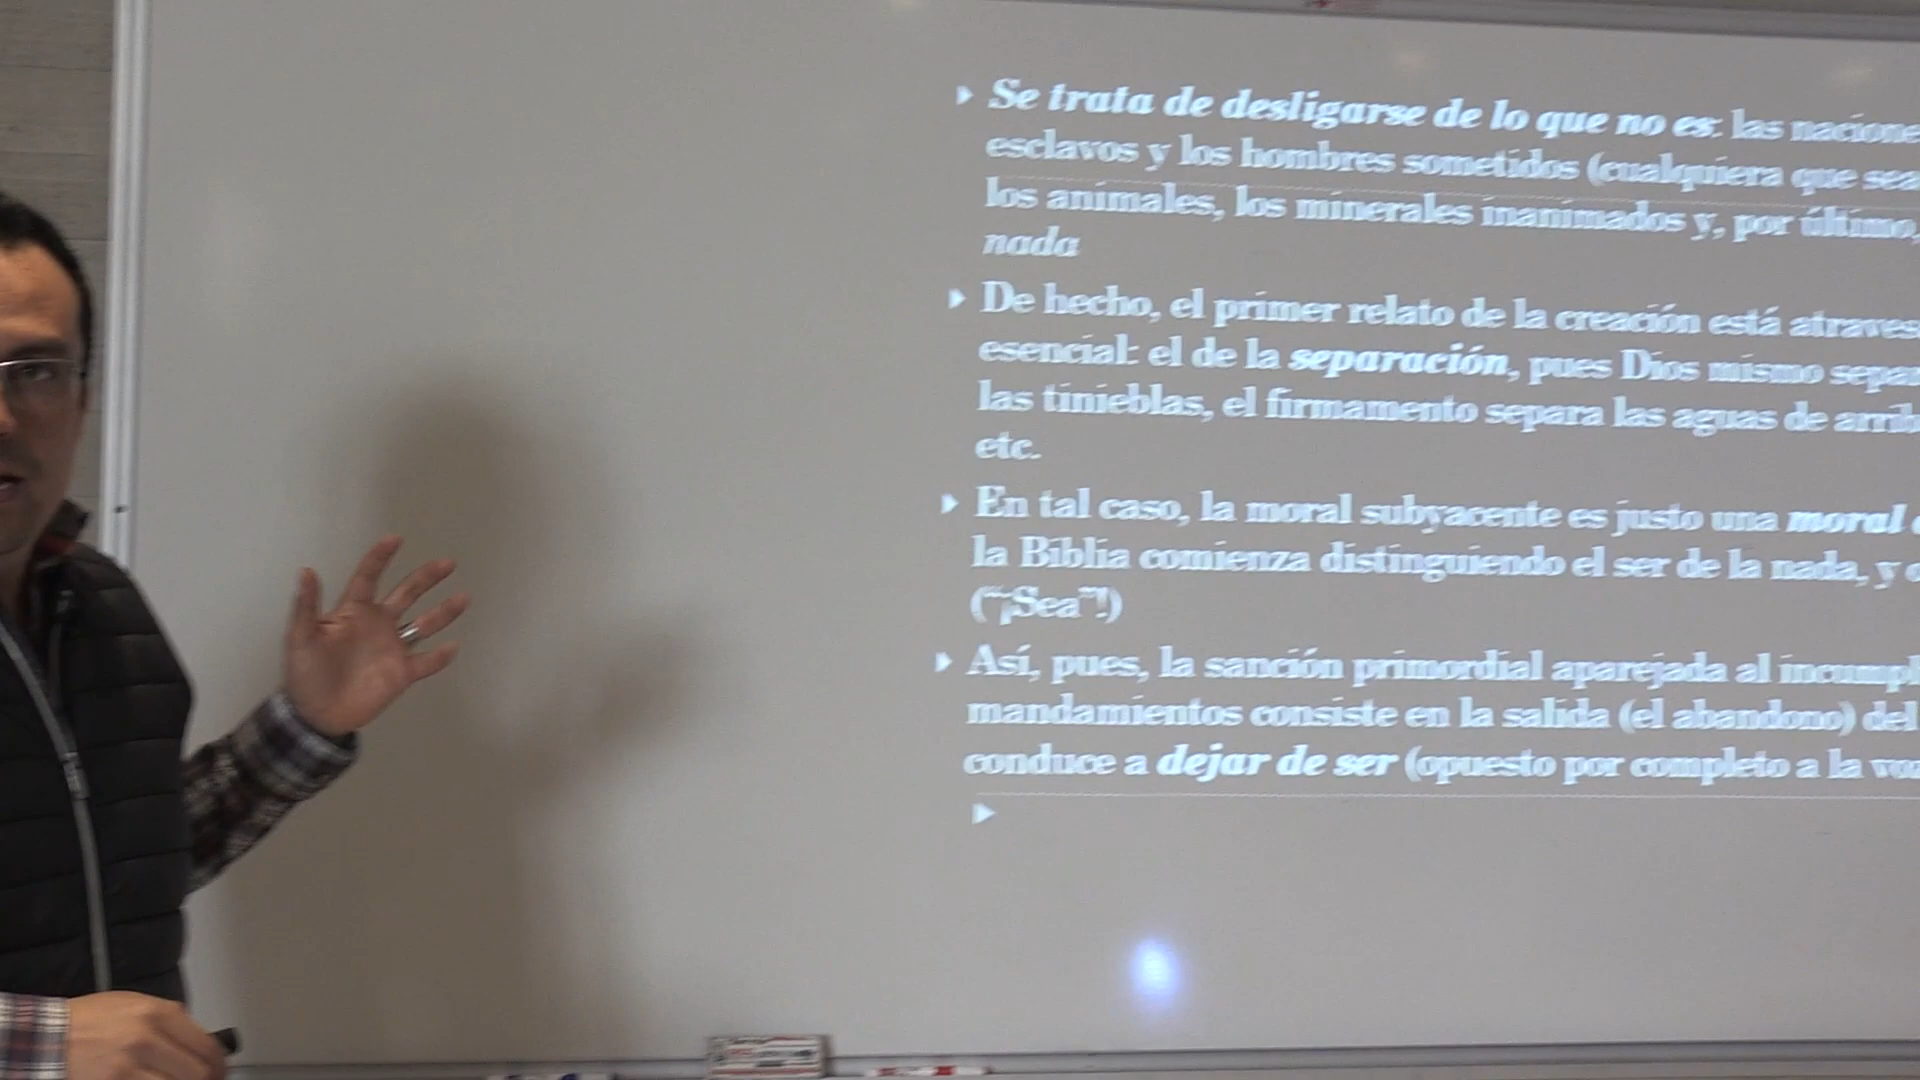 Se trata de desligarse de lo que no es: las nacione
esclavos y los hombres sometidos (cualquiera que sea
los animales, los minerales inanimados y, por último,
nada
De hecho, el primer relato de la creación está atraves
esencial: el de la separación, pues Dios mismo separ
las tinieblas, el firmamento separa las aguas de arrib
etc.
En tal caso, la moral subyacente es justo una moral
la Biblia comienza distinguiendo el ser de la nada, y
("¡Sea"!)
Así, pues, la sanción primordial aparejada al incumpl
mandamientos consiste en la salida (el abandono) del
conduce a dejar de ser (opuesto por completo a la voz